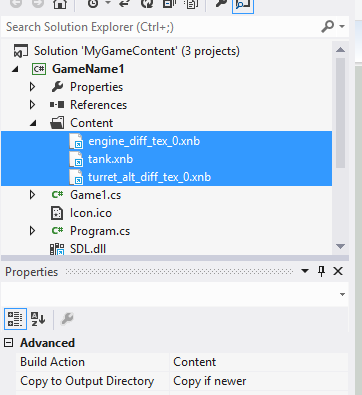 Search Solution Explorer (Ctrl+;)
Solution 'MyGameContent' (3 projects)
C# GameName1
Properties
References
Content
engine_diff_tex_0.xnb
tank.xnb
turret_alt_diff_tex_0.xnb
C# Game1.cs
Icon.ico
C# Program.cs
SDL.dll
Properties
Advanced
Build Action Content
Copy to Output Directory Copy if newer